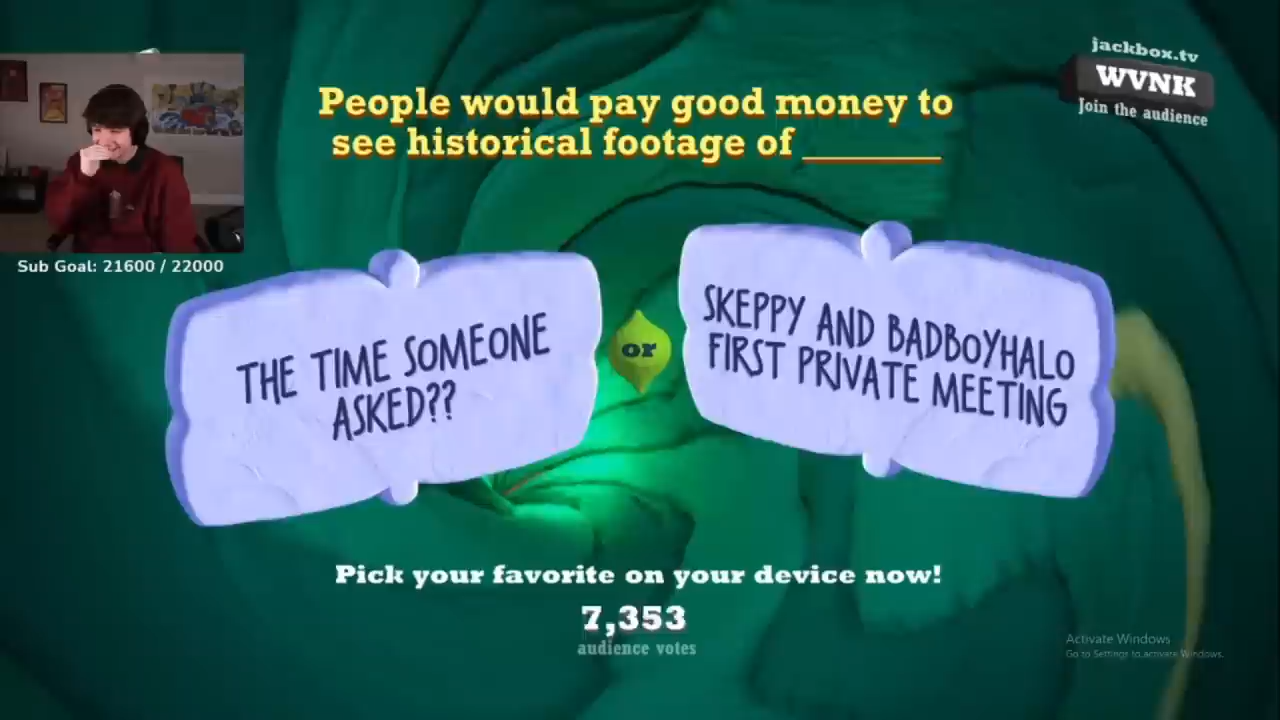 jackbox.tv
WVNK
Join the audience
People would pay good money to
see historical footage of ________
Sub Goal: 21600 / 22000
THE TIME SOMEONE
ASKED??
or
SKEPPY AND BADBOYHALO
FIRST PRIVATE MEETING
Pick your favorite on your device now!
7,353
audience votes
Activate Windows
Go to Settings to activate Windows.